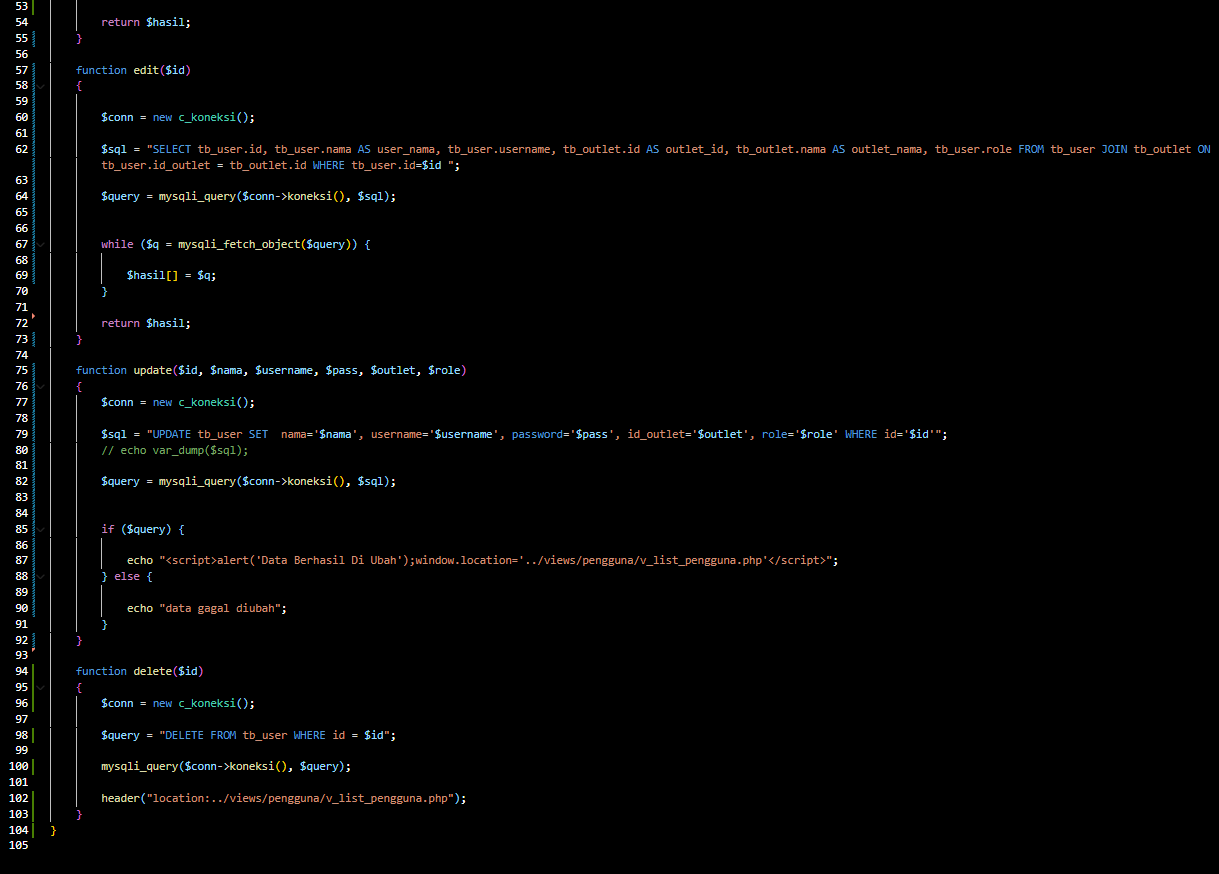 53
54 return $hasil;
55 }
56
57 function edit($id)
58 {
59
60 $conn = new c_koneksi();
61
62 $sql = "SELECT tb_user.id, tb_user.nama AS user_nama, tb_user.username, tb_outlet.id AS outlet_id, tb_outlet.nama AS outlet_nama, tb_user.role FROM tb_user JOIN tb_outlet ON
tb_user.id_outlet = tb_outlet.id WHERE tb_user.id=$id ";
63
64 $query = mysqli_query($conn->koneksi(), $sql);
65
66
67 while ($q = mysqli_fetch_object($query)) {
68
69 $hasil[] = $q;
70 }
71
72 return $hasil;
73 }
74
75 function update($id, $nama, $username, $pass, $outlet, $role)
76 {
77 $conn = new c_koneksi();
78
79 $sql = "UPDATE tb_user SET  nama='$nama', username='$username', password='$pass', id_outlet='$outlet', role='$role' WHERE id='$id'";
80 // echo var_dump($sql);
81
82 $query = mysqli_query($conn->koneksi(), $sql);
83
84
85 if ($query) {
86
87 echo "<script>alert('Data Berhasil Di Ubah');window.location='../views/pengguna/v_list_pengguna.php'</script>";
88 } else {
89
90 echo "data gagal diubah";
91 }
92 }
93
94 function delete($id)
95 {
96 $conn = new c_koneksi();
97
98 $query = "DELETE FROM tb_user WHERE id = $id";
99
100 mysqli_query($conn->koneksi(), $query);
101
102 header("location:../views/pengguna/v_list_pengguna.php");
103 }
104 }
105